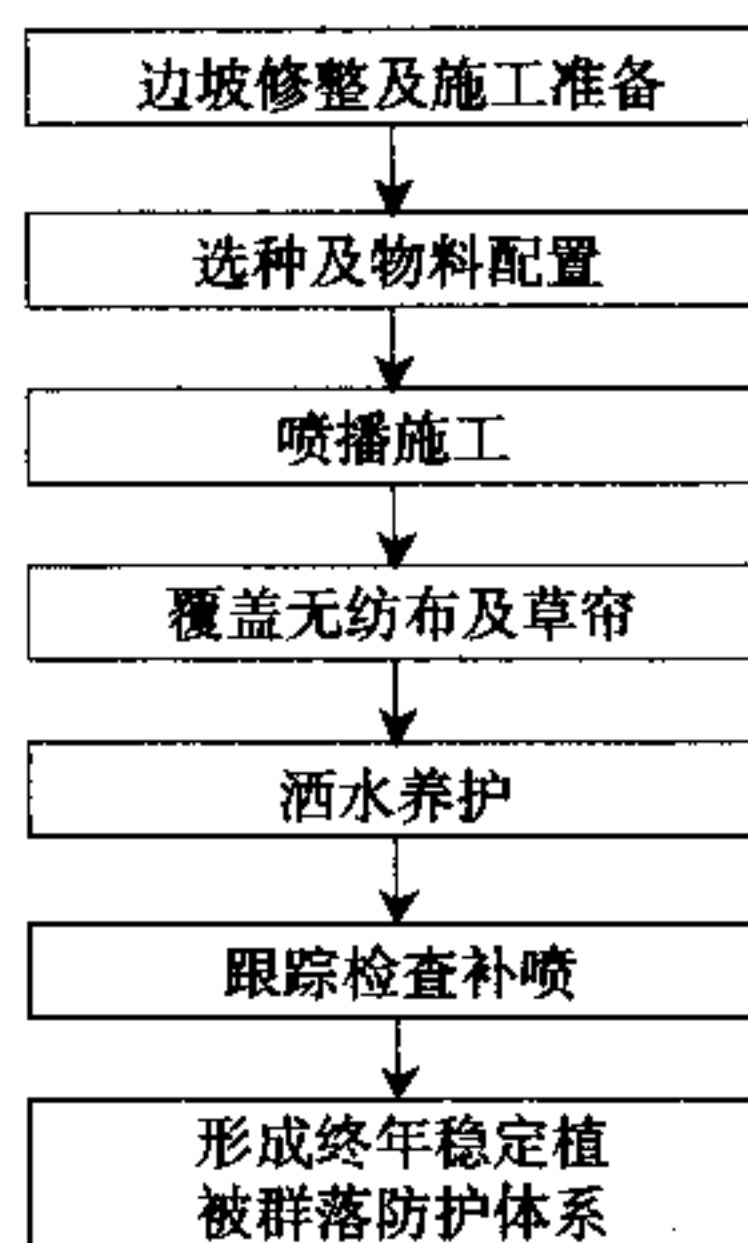 边坡修整及施工准备
选种及物料配置
喷播施工
覆盖无纺布及草帘
洒水养护
跟踪检查补喷
形成终年稳定植
被群落防护体系